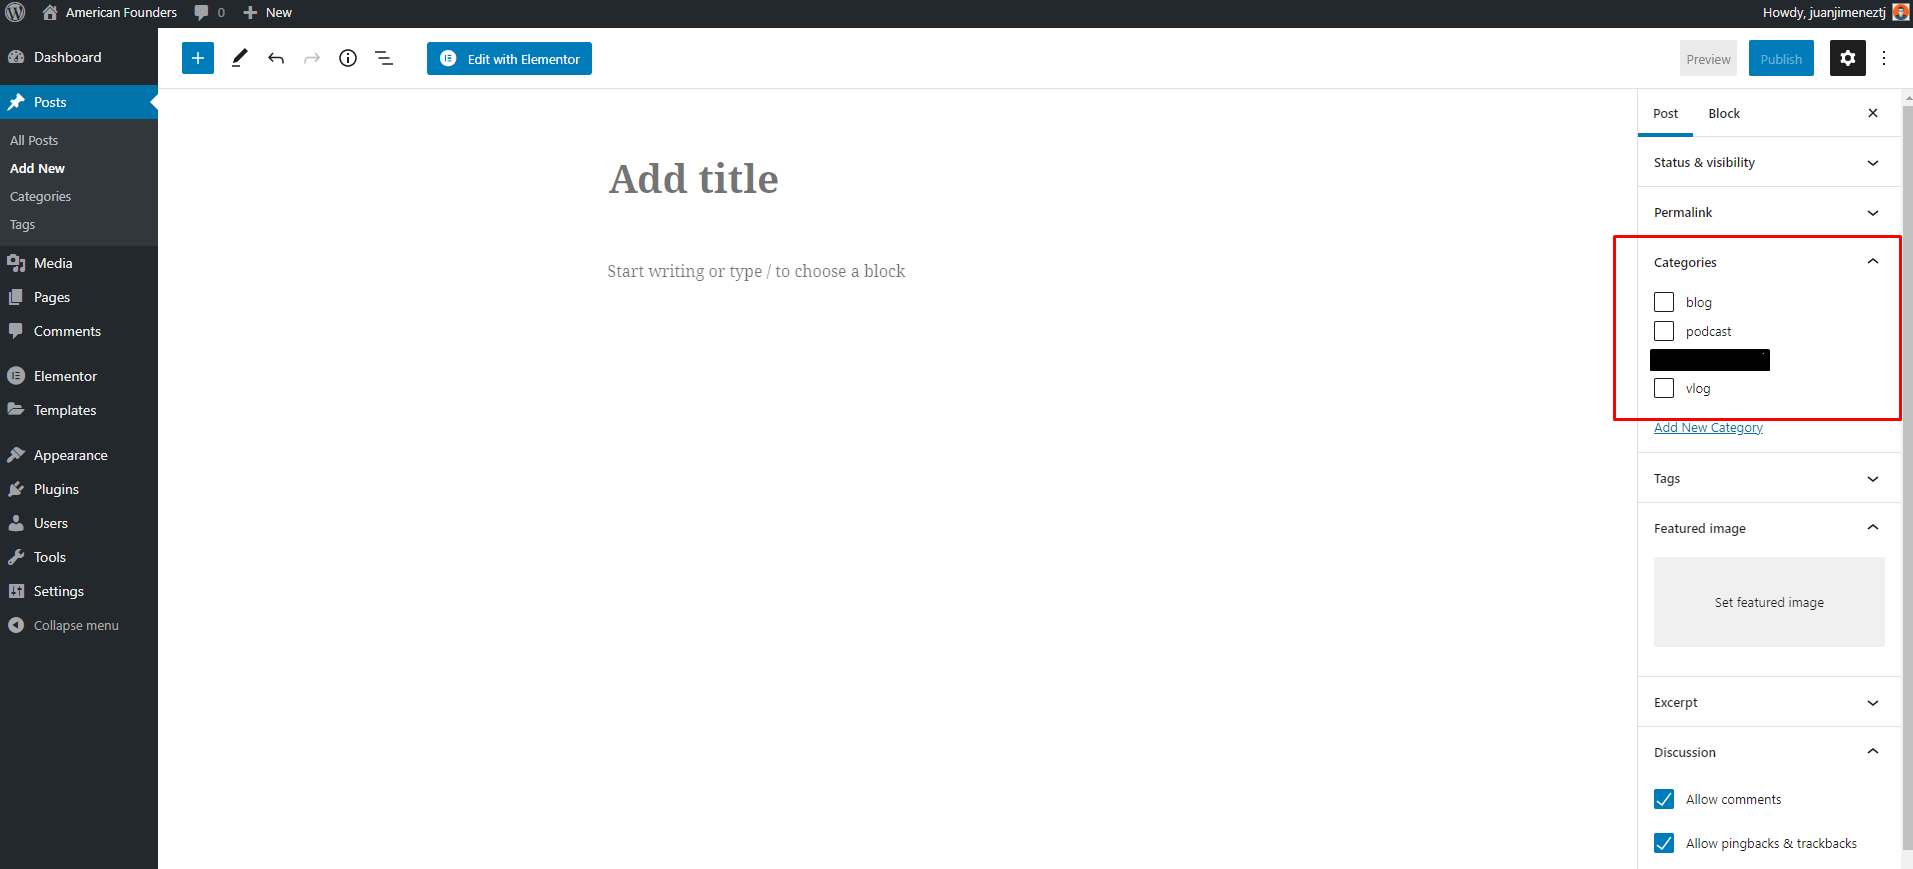 American Founders 0 New Howdy, juanjimeneztj
Dashboard
Posts
All Posts
Add New
Categories
Tags
Media
Pages
Comments
Elementor
Templates
Appearance
Plugins
Users
Tools
Settings
Collapse menu
Edit with Elementor
Preview Publish
Add title
Start writing or type / to choose a block
Post Block
Status & visibility
Permalink
Categories
blog
podcast
vlog
Add New Category
Tags
Featured image
Set featured image
Excerpt
Discussion
Allow comments
Allow pingbacks & trackbacks